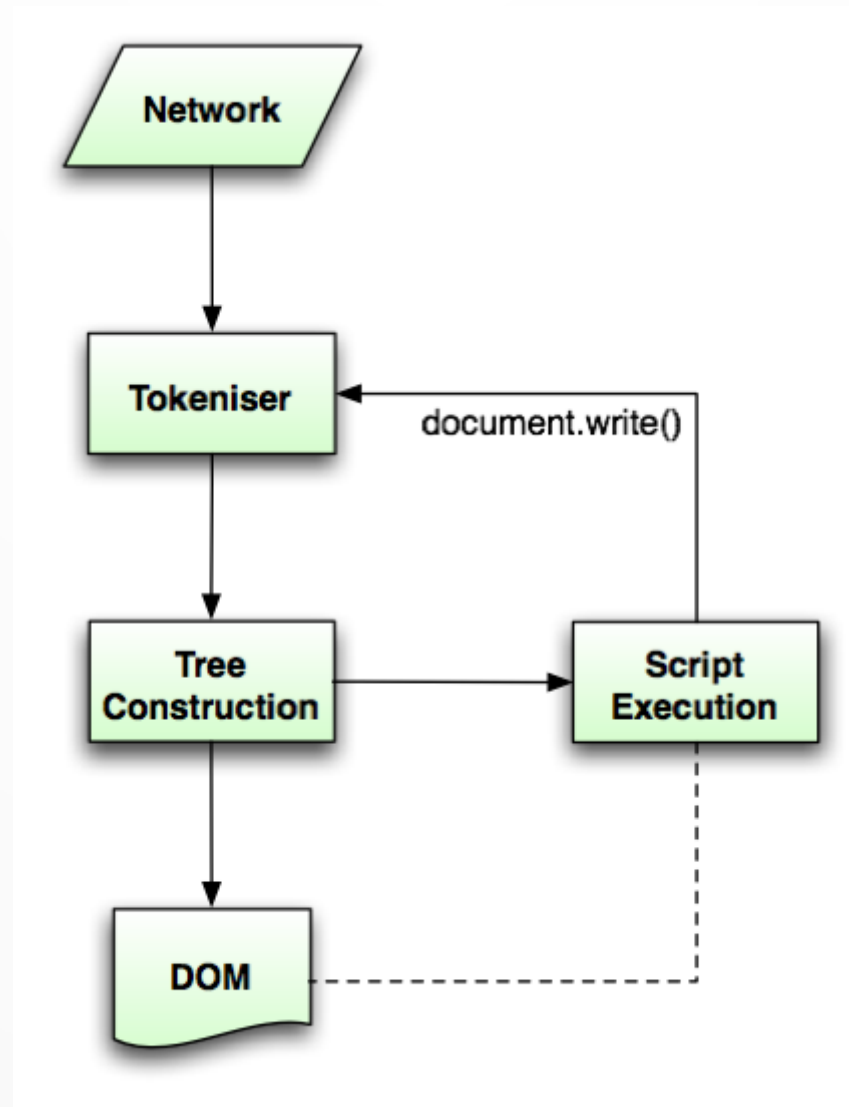 Network
Tokeniser
document.write()
Tree
Construction
Script
Execution
DOM